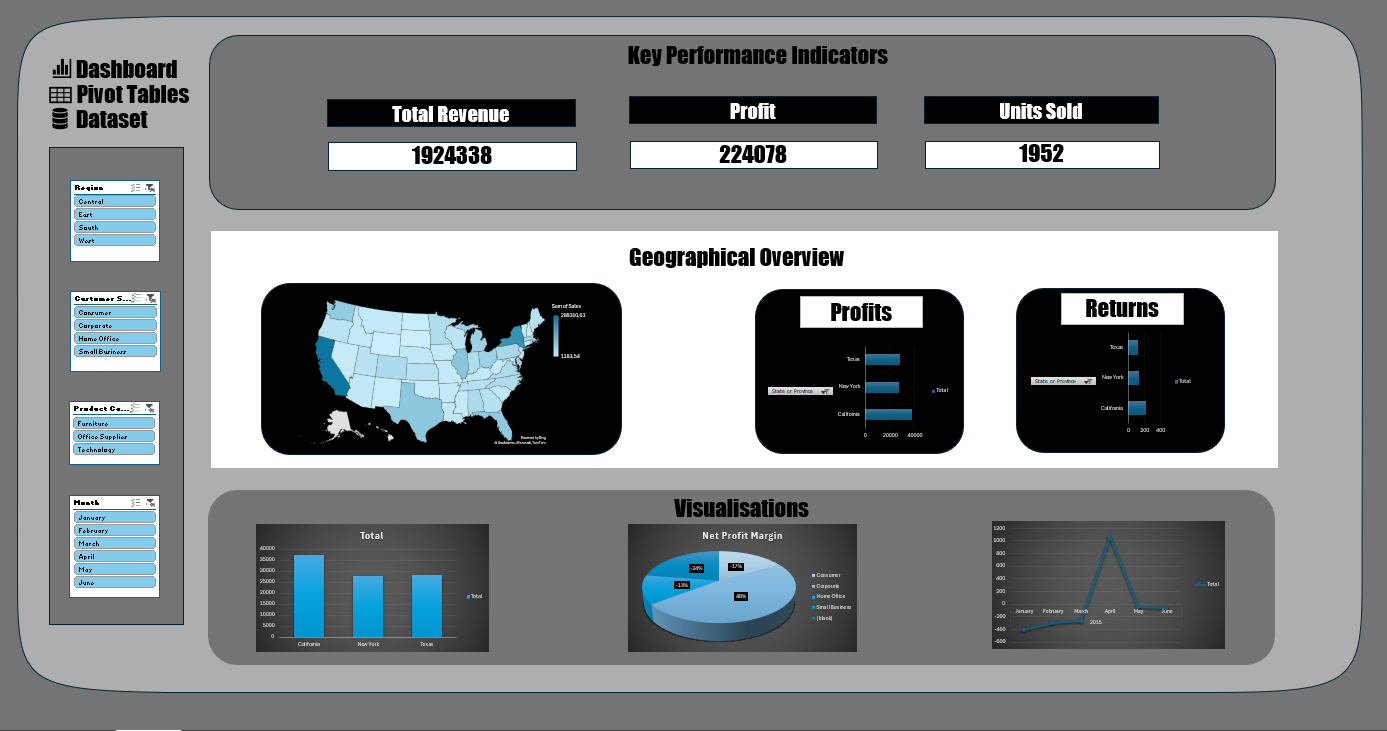 Dashboard
Pivot Tables
Dataset
Region
Central
East
South
West
Customer S...
Consumer
Corporate
Home Office
Small Business
Product Ca...
Furniture
Office Supplies
Technology
Month
January
February
March
April
May
June
Key Performance Indicators
Total Revenue
Profit
Units Sold
1924338
224078
1952
Geographical Overview
Sum of Sales
1183.54
Powered by Bing
© GeoNames, Microsoft, TomTom
Profits
Texas
New York
California
State or Province
Total
0 20000 40000
Returns
Texas
New York
California
State or Province
Total
0 200 400
Visualisations
Total
40000
35000
30000
25000
20000
15000
10000
5000
0
California New York Texas
Total
Net Profit Margin
-24%
-17%
-13%
48%
Consumer
Corporate
Home Office
Small Business
(blank)
1200
1000
800
600
400
200
0
-200
-400
-600
January February March April May June
2015
Total